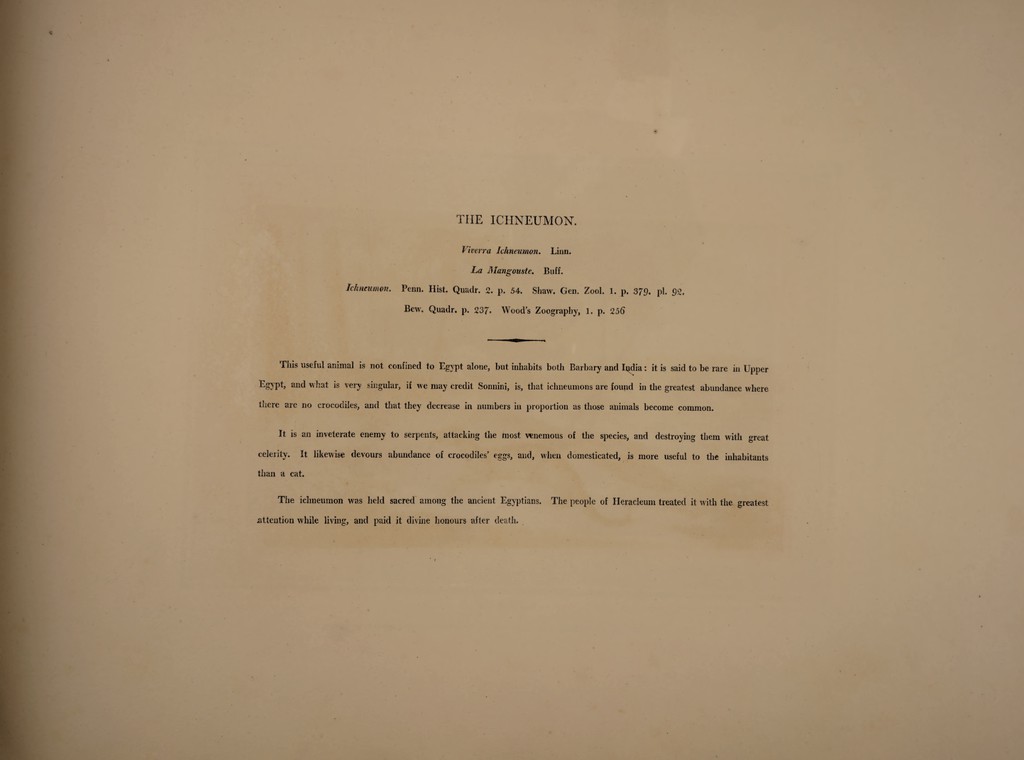 THE ICHNEUMON.
Viverra Ichneumon. Linn.
La Mangouste. Buff.
Ichneumon. Penn. Hist. Quadr. 2. p. 54. Shaw. Gen. Zool. 1. p. 379. pl. 92.
Bew. Quadr. p. 237. Wood's Zoography, 1. p. 256
This useful animal is not confined to Egypt alone, but inhabits both Barbary and India: it is said to be rare in Upper
Egypt, and what is very singular, if we may credit Sonnini, is, that ichneumons are found in the greatest abundance where
there are no crocodiles, and that they decrease in numbers in proportion as those animals become common.
It is an inveterate enemy to serpents, attacking the most venemous of the species, and destroying them with great
celerity. It likewise devours abundance of crocodiles' eggs, and, when domesticated, is more useful to the inhabitants
than a cat.
The ichneumon was held sacred among the ancient Egyptians. The people of Heracleum treated it with the greatest
attention while living, and paid it divine honours after death.